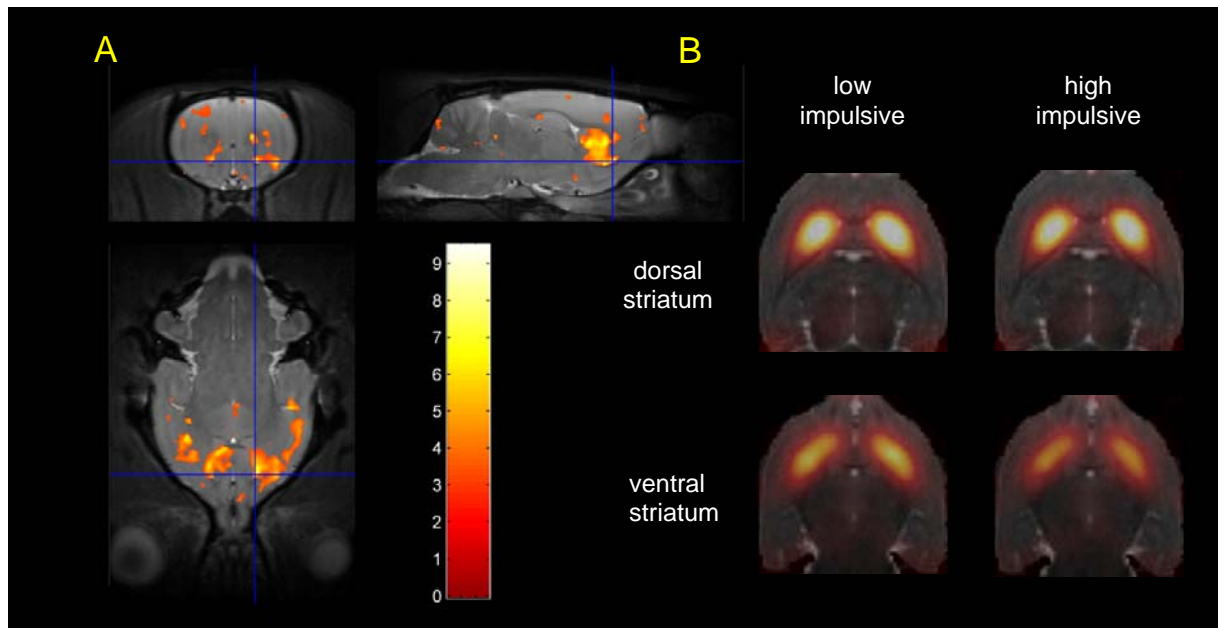 A
B
low
impulsive
high
impulsive
dorsal
striatum
ventral
striatum
9
8
7
6
5
4
3
2
1
0